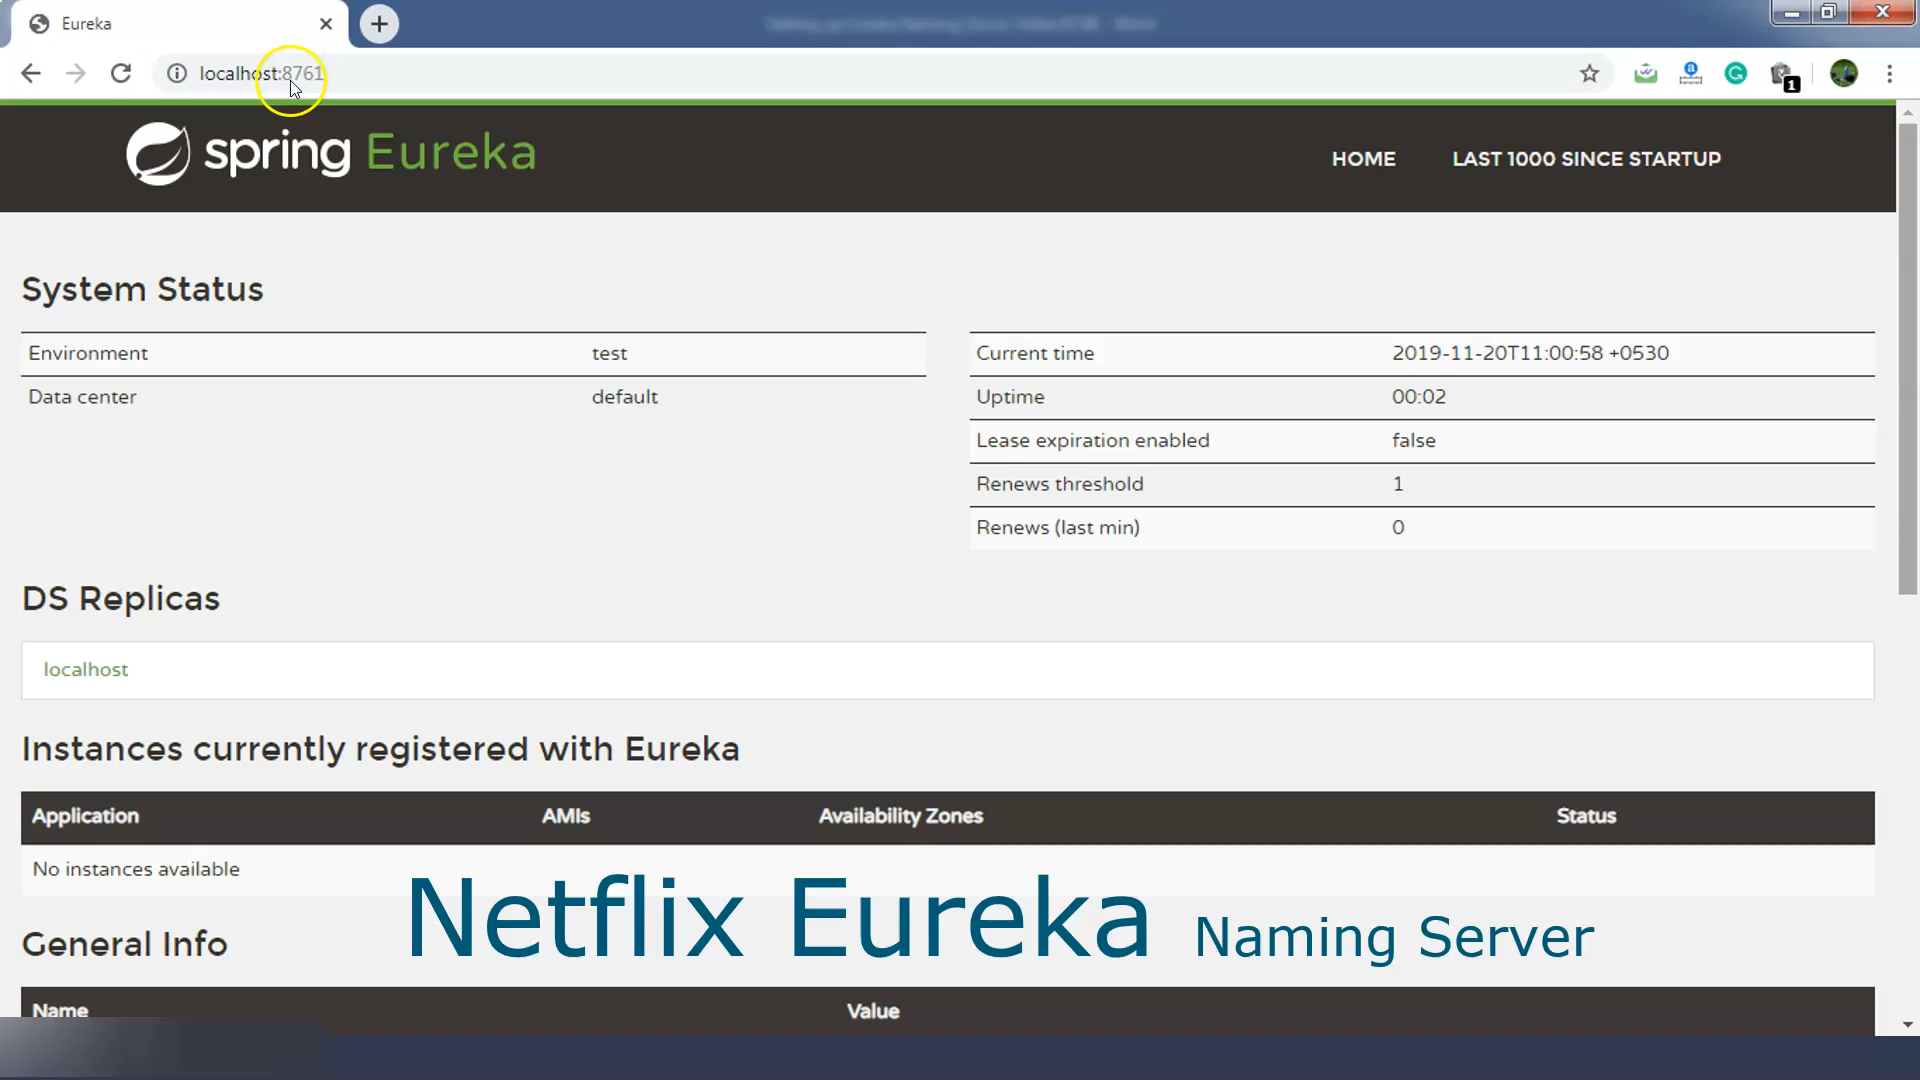 Eureka
localhost:8761
1
spring Eureka
HOME LAST 1000 SINCE STARTUP
System Status
Environment test
Data center default
Current time 2019-11-20T11:00:58 +0530
Uptime 00:02
Lease expiration enabled false
Renews threshold 1
Renews (last min) 0
DS Replicas
localhost
Instances currently registered with Eureka
Application AMIs Availability Zones Status
No instances available
Netflix Eureka Naming Server
General Info
Name Value